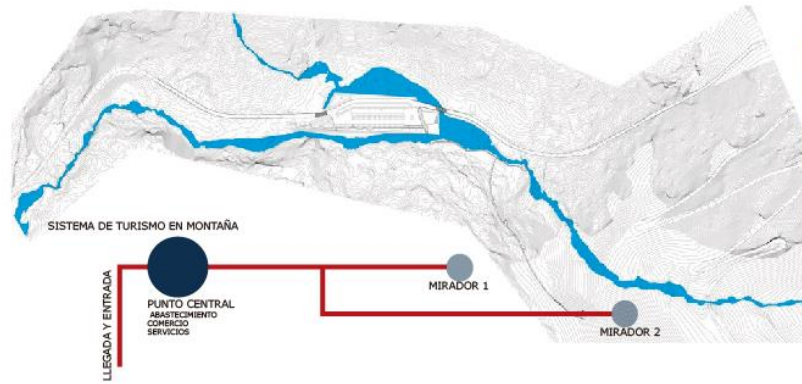 SISTEMA DE TURISMO EN MONTAÑA
LLEGADA Y ENTRADA
PUNTO CENTRAL
ABASTECIMIENTO
COMERCIO
SERVICIOS
MIRADOR 1
MIRADOR 2